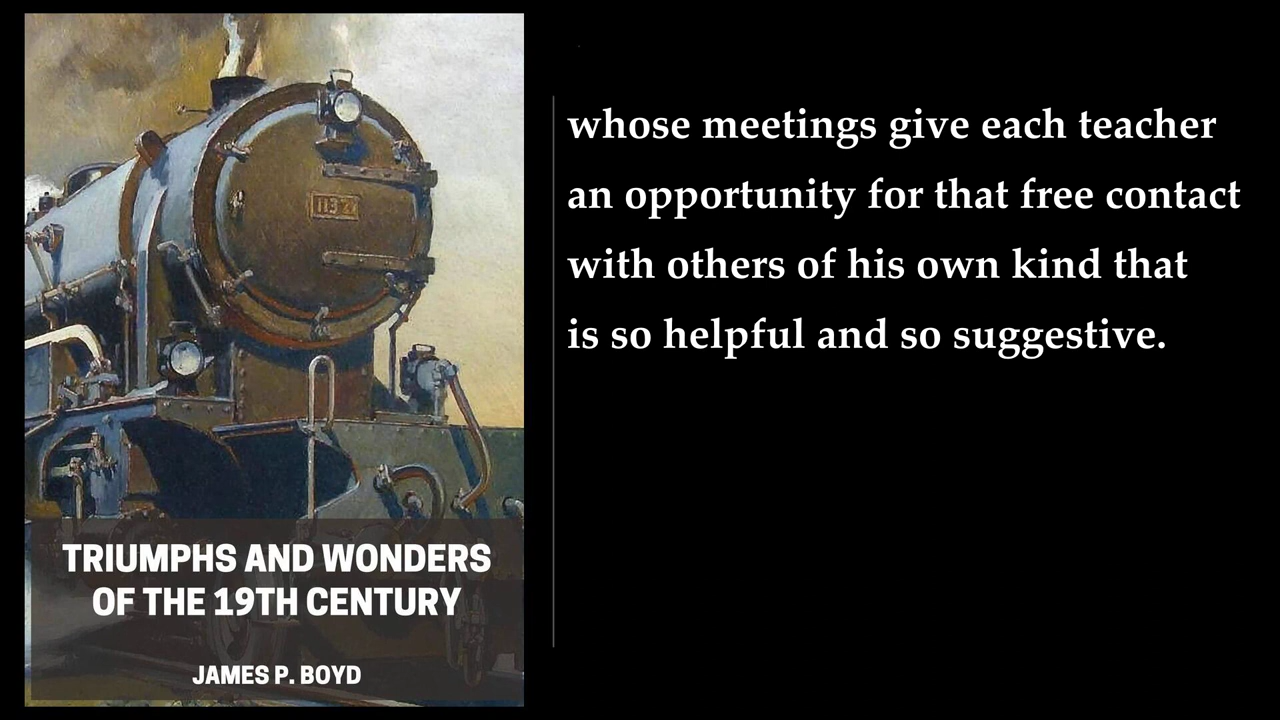 TRIUMPHS AND WONDERS
OF THE 19TH CENTURY
JAMES P. BOYD
whose meetings give each teacher
an opportunity for that free contact
with others of his own kind that
is so helpful and so suggestive.